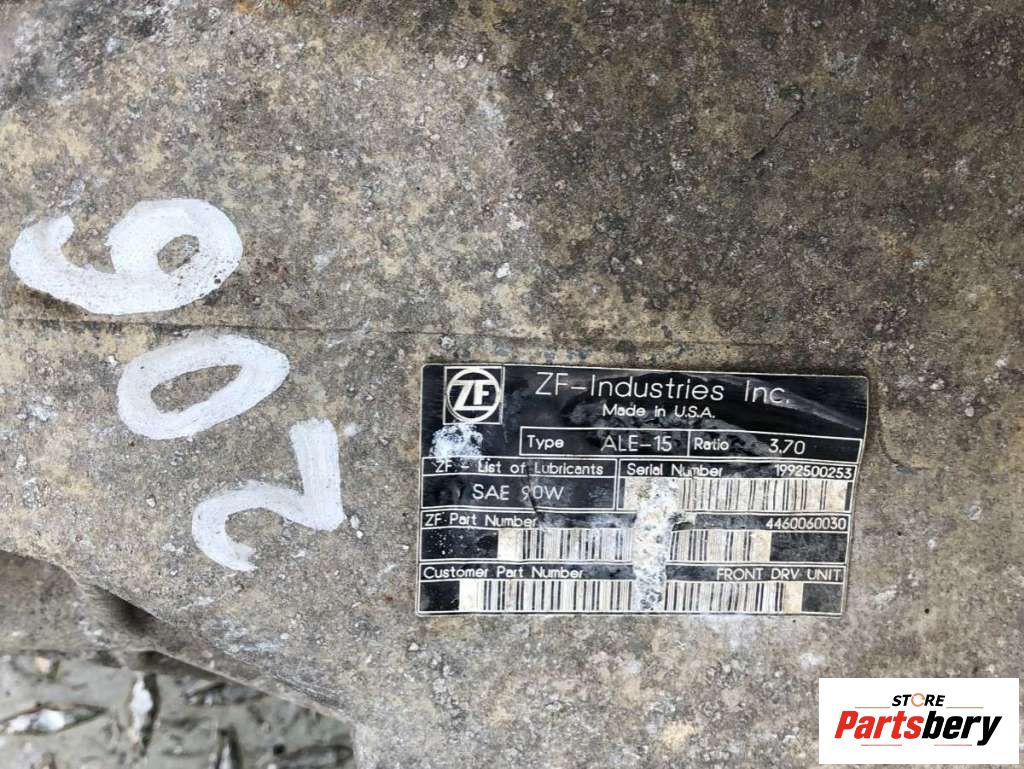 206
ZF
ZF-Industries Inc.
Made in U.S.A.
Type ALE-15 Ratio 3.70
ZF - List of Lubricants Serial Number 1992500253
SAE 90W
ZF Part Number 4460060030
Customer Part Number FRONT DRV UNIT
STORE
Partsbery